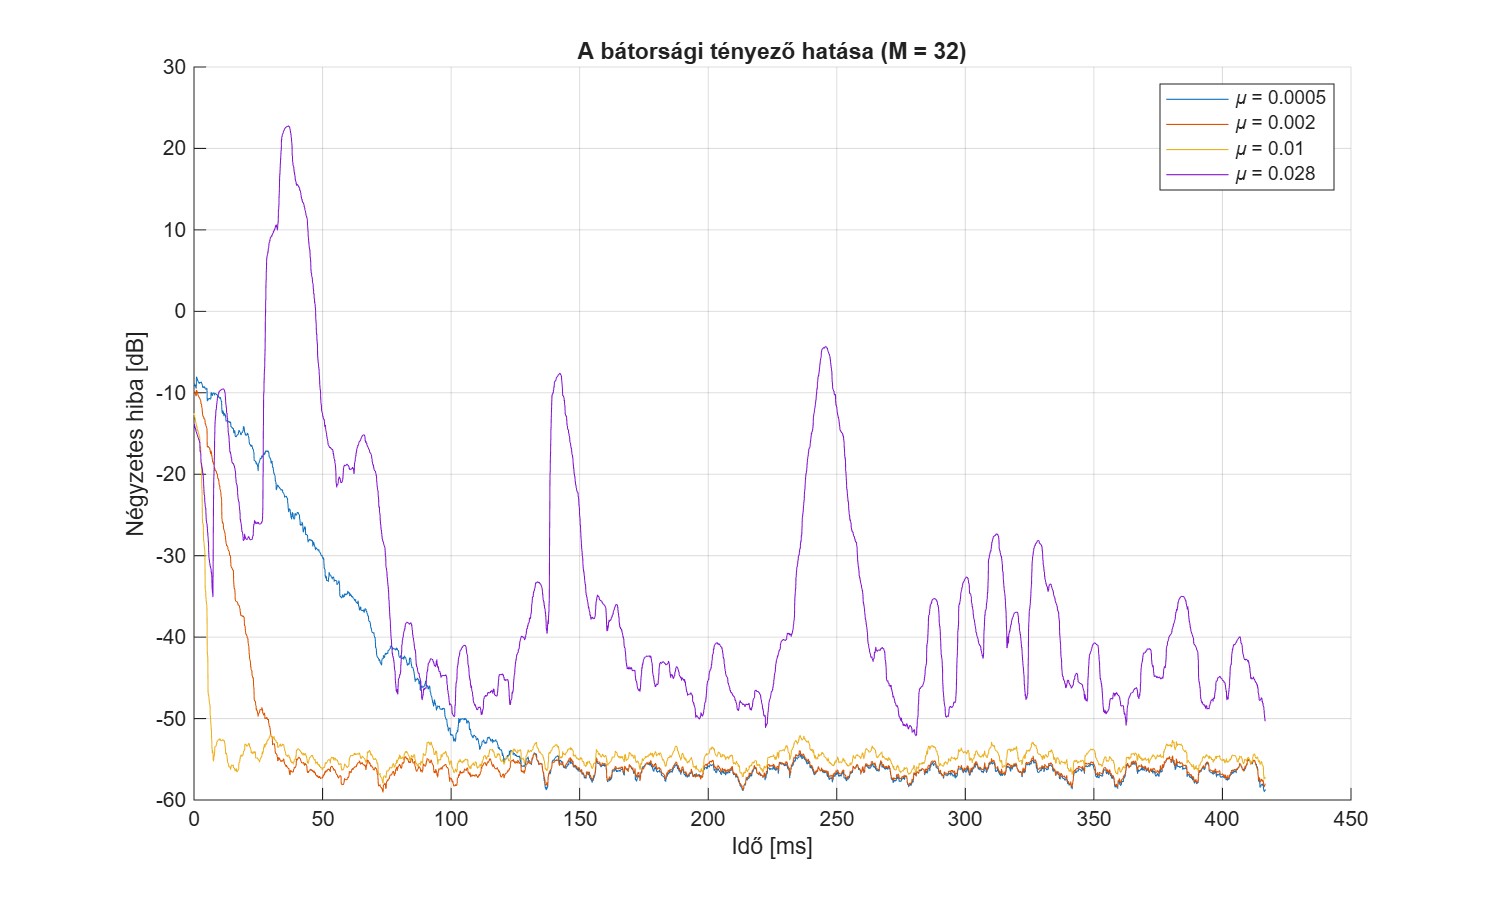 A bátorsági tényező hatása (M = 32)
30
20
10
0
-10
-20
-30
-40
-50
-60
Négyzetes hiba [dB]
μ = 0.0005
μ = 0.002
μ = 0.01
μ = 0.028
0
50
100
150
200
250
300
350
400
450
Idő [ms]